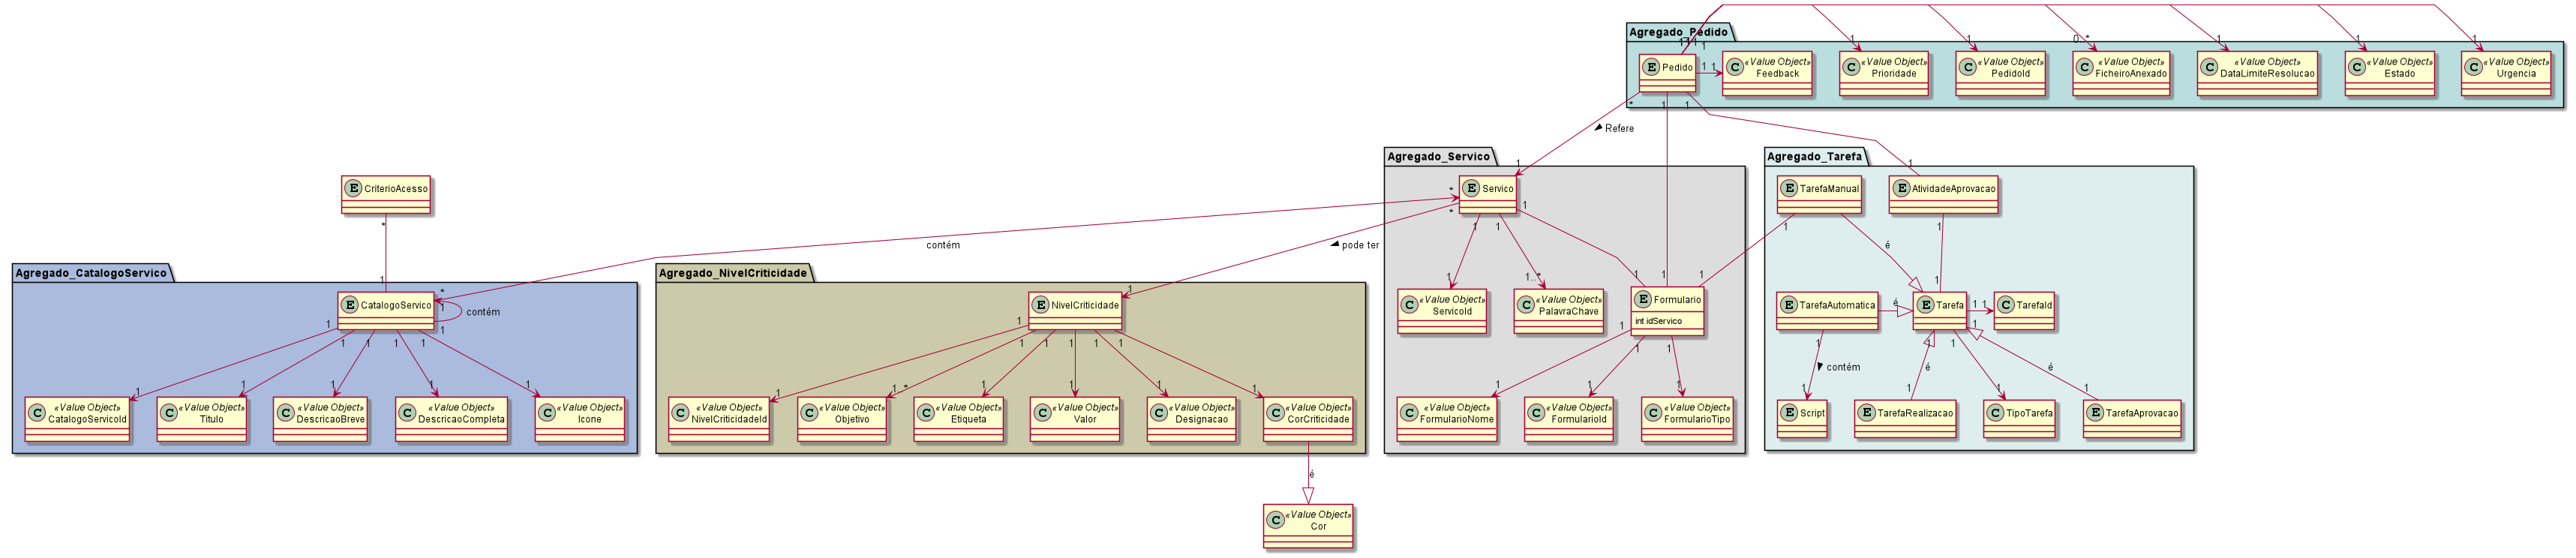 Agregado_Pedido
E Pedido
1
1 1
C «Value Object»
Feedback
1
C «Value Object»
Prioridade
1
C «Value Object»
PedidoId
0..*
C «Value Object»
FicheiroAnexado
1
C «Value Object»
DataLimiteResolucao
1
C «Value Object»
Estado
1
C «Value Object»
Urgencia
* 1 1
Refere
1
1
Agregado_Servico
E Servico
*
*
1
1 1
1 1..*
C «Value Object»
ServicoId
C «Value Object»
PalavraChave
1 1 1
E Formulario
int idServico
1 1 1
1 1 1
C «Value Object»
FormularioNome
C «Value Object»
FormularioId
C «Value Object»
FormularioTipo
Agregado_Tarefa
E TarefaManual
E AtividadeAprovacao
1
1
é
1
E TarefaAutomatica
é
E Tarefa
1 1
C TarefaId
1
contém
1
E Script
1
é
1
E TarefaRealizacao
1
1
C TipoTarefa
1
é
1
E TarefaAprovacao
E CriterioAcesso
*
1
contém
pode ter
Agregado_CatalogoServico
E CatalogoServico
*
1
contém
1
1 1 1 1
1 1 1 1 1
C «Value Object»
CatalogoServicoId
C «Value Object»
Titulo
C «Value Object»
DescricaoBreve
C «Value Object»
DescricaoCompleta
C «Value Object»
Icone
Agregado_NivelCriticidade
1
E NivelCriticidade
1 1 1 1 1 1
1 1..* 1 1 1 1
C «Value Object»
NivelCriticidadeId
C «Value Object»
Objetivo
C «Value Object»
Etiqueta
C «Value Object»
Valor
C «Value Object»
Designacao
C «Value Object»
CorCriticidade
é
C «Value Object»
Cor